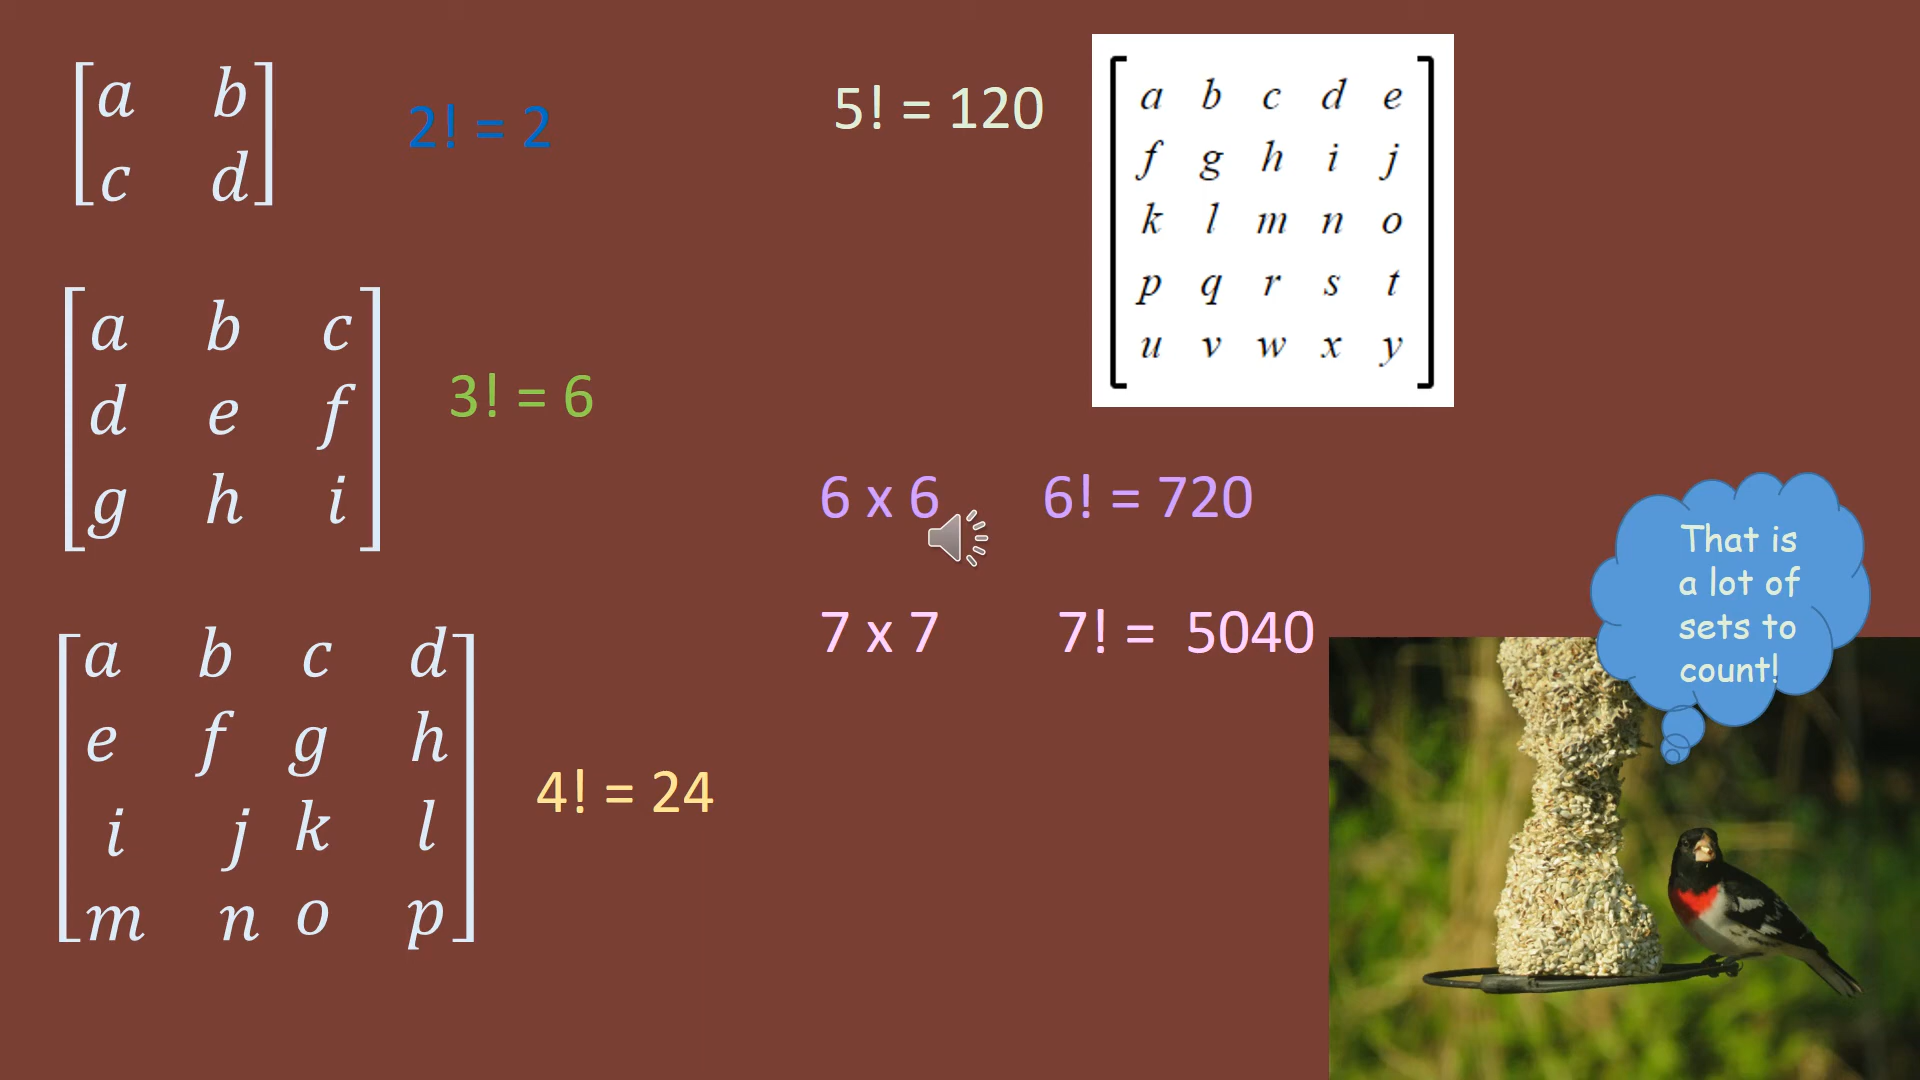 a b
c d
2! = 2
a b c
d e f
g h i
3! = 6
a b c d
e f g h
i j k l
m n o p
4! = 24
5! = 120
a b c d e
f g h i j
k l m n o
p q r s t
u v w x y
6 x 6 6! = 720
7 x 7 7! = 5040
That is
a lot of
sets to
count!